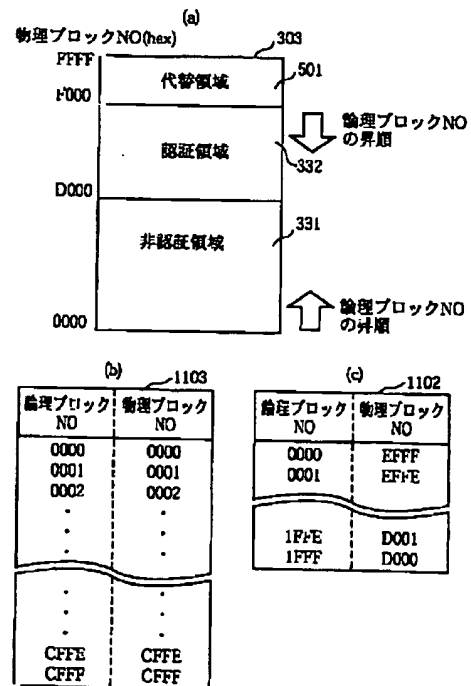 (a)
物理ブロックNO(hex)
303
FFFF
501
代替領域
F000
論理ブロックNO
の昇順
認証領域
332
D000
331
非認証領域
論理ブロックNO
の昇順
0000
(b)
1103
論理ブロック NO 物理ブロック NO
0000 0000
0001 0001
0002 0002
CFFE CFFE
CFFF CFFF
(c)
1102
論理ブロック NO 物理ブロック NO
0000 EFFF
0001 EFFE
1FFE D001
1FFF D000